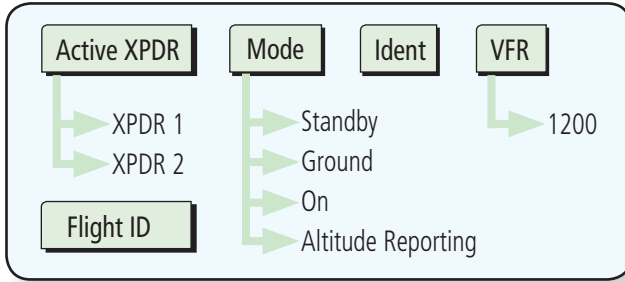 Active XPDR
XPDR 1
XPDR 2
Mode
Standby
Ground
On
Altitude Reporting
Ident
VFR
1200
Flight ID